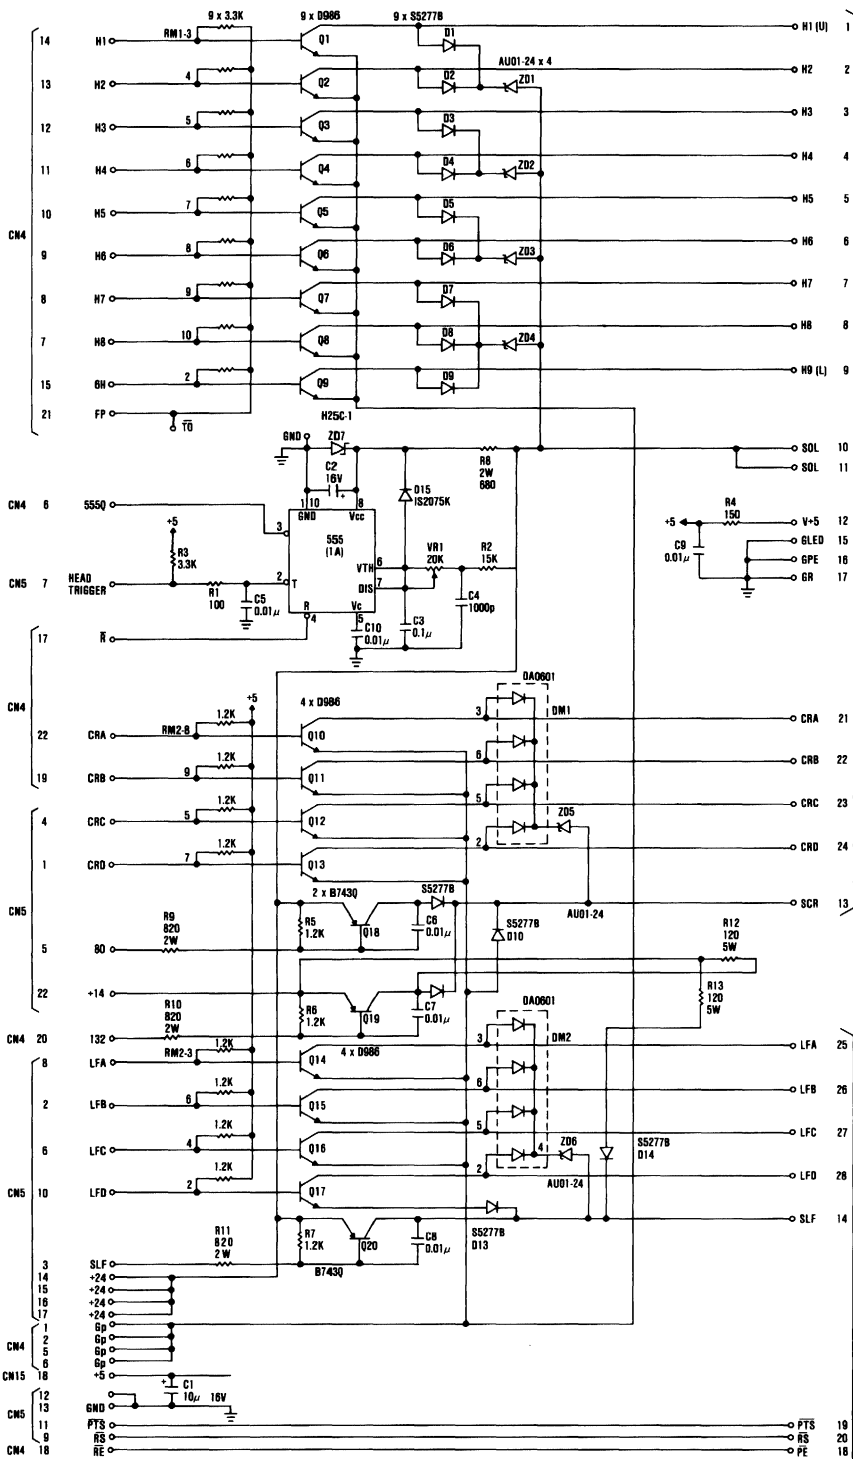 9 x 3.3K 9 x D986 9 x S5277B
14 H1 RM1-3 Q1 D1 H1 (U) 1
AU01-24 x 4
13 H2 4 Q2 D2 ZD1 H2 2
12 H3 5 Q3 D3 H3 3
11 H4 6 Q4 D4 ZD2 H4 4
10 H5 7 Q5 D5 H5 5
CN4
9 H6 8 Q6 D6 ZD3 H6 6
8 H7 9 Q7 D7 H7 7
7 H8 10 Q8 D8 ZD4 H8 8
15 6H 2 Q9 D9 H9 (L) 9
21 FP T0 H25C-1
GND ZD7 SOL 10
C2 16V R8 2W 680 SOL 11
D15 IS2075K
CN4 6 555Q 1 10 GND 8 Vcc 3
R4 150 +5 V+5 12
+5 R3 3.3K 555 (1A) VR1 20K R2 15K C9 0.01μ GLED 15
VTH 6 GPE 16
CN5 7 HEAD TRIGGER 2 T DIS 7 GR 17
R1 100 C5 0.01μ R 4 Vc 5 C10 0.01μ C3 0.1μ C4 1000p
17 R
DA0601
+5 4 x D986 DM1
1.2K 3
CN4 22 CRA RM2-8 Q10 CRA 21
1.2K 6
19 CRB 9 Q11 CRB 22
1.2K 5
4 CRC 5 Q12 ZD5 CRC 23
1.2K 2
1 CRD 7 Q13 CRD 24
2 x B743Q S5277B
CN5 AU01-24 SCR 13
R9 820 2W R5 1.2K Q18 C6 0.01μ S5277B D10 R12 120 5W
5 80
22 +14 R13 120 5W
R10 820 2W R6 1.2K Q19 C7 0.01μ DA0601
CN4 20 132 4 x D986 DM2
1.2K 3
8 LFA RM2-3 Q14 LFA 25
1.2K 6
2 LFB 6 Q15 LFB 26
1.2K 5
6 LFC 4 Q16 4 ZD6 S5277B D14 LFC 27
1.2K 2
CN5 10 LFD 2 Q17 AU01-24 LFD 28
S5277B D13 SLF 14
R11 820 2W R7 1.2K Q20 C8 0.01μ
3 SLF B743Q
14 +24
15 +24
16 +24
17 +24
1 Gp
2 Gp
CN4
5 Gp
6 Gp
CN15 18 +5
C1 10μ 16V
12
CN5
13 GND
11 PTS PTS 19
9 RS RS 20
CN4 18 RE PE 18